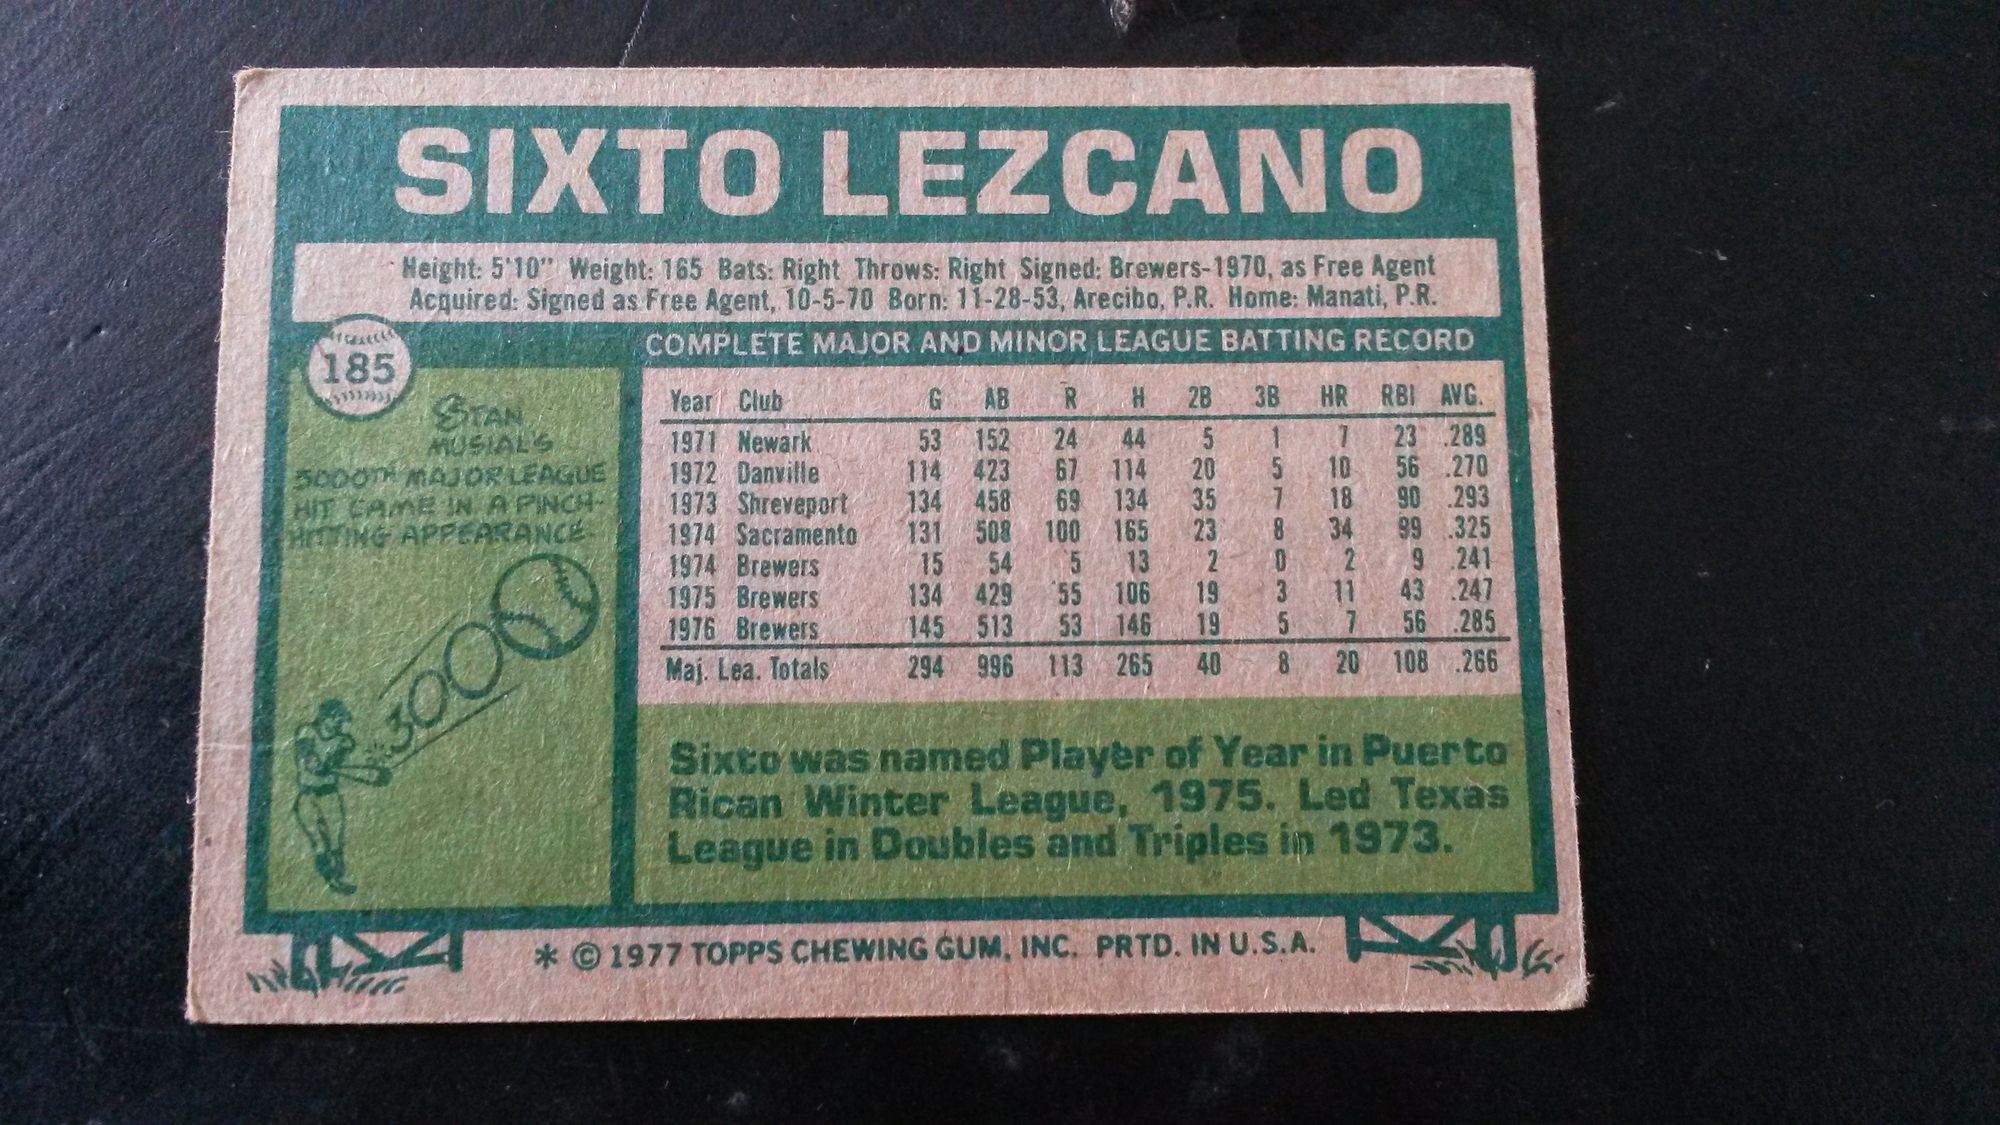 SIXTO LEZCANO
Height: 5'10" Weight: 165 Bats: Right Throws: Right Signed: Brewers-1970, as Free Agent
Acquired: Signed as Free Agent, 10-5-70 Born: 11-28-53, Arecibo, P.R. Home: Manati, P.R.
185
STAN
MUSIAL'S
3000TH MAJOR LEAGUE
HIT CAME IN A PINCH-
HITTING APPEARANCE.
3000
COMPLETE MAJOR AND MINOR LEAGUE BATTING RECORD
Year Club G AB R H 2B 3B HR RBI AVG.
1971 Newark 53 152 24 44 5 1 7 23 .289
1972 Danville 114 423 67 114 20 5 10 56 .270
1973 Shreveport 134 458 69 134 35 7 18 90 .293
1974 Sacramento 131 508 100 165 23 8 34 99 .325
1974 Brewers 15 54 5 13 2 0 2 9 .241
1975 Brewers 134 429 55 106 19 3 11 43 .247
1976 Brewers 145 513 53 146 19 5 7 56 .285
Maj. Lea. Totals 294 996 113 265 40 8 20 108 .266
Sixto was named Player of Year in Puerto
Rican Winter League, 1975. Led Texas
League in Doubles and Triples in 1973.
* © 1977 TOPPS CHEWING GUM, INC. PRTD. IN U.S.A.